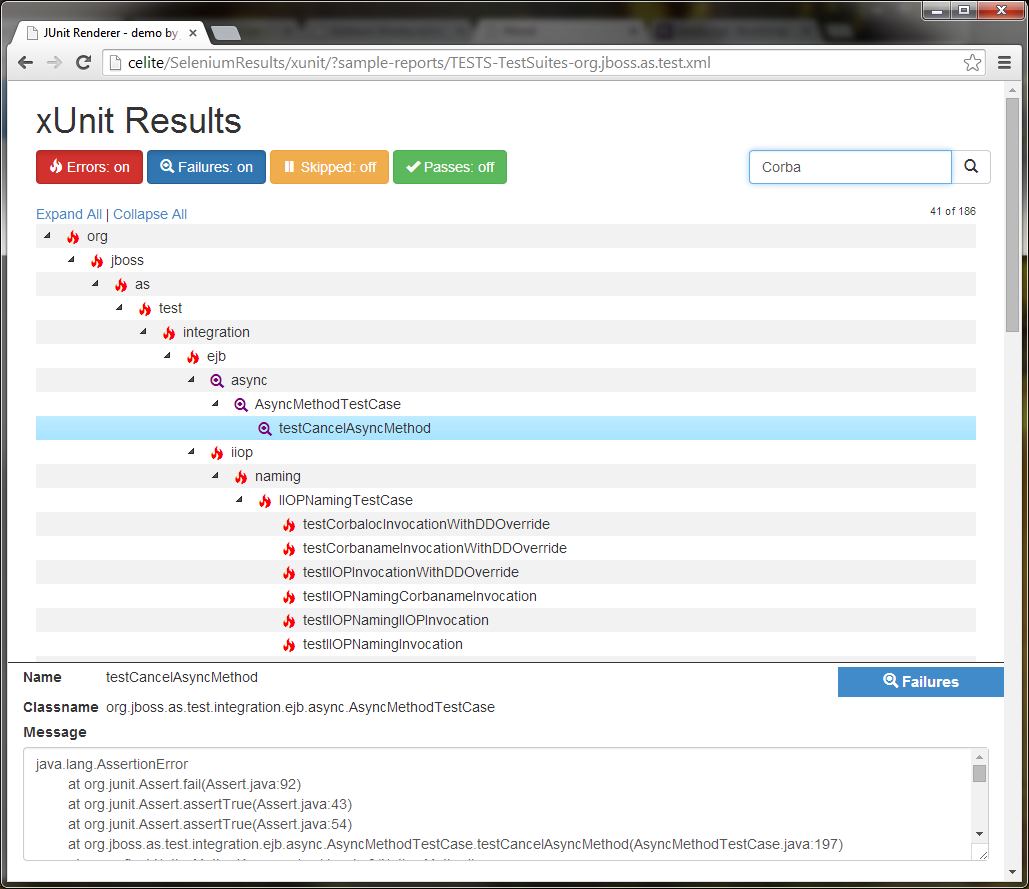 JUnit Renderer - demo by
celite/SeleniumResults/xunit/?sample-reports/TESTS-TestSuites-org.jboss.as.test.xml
xUnit Results
Errors: on Failures: on Skipped: off Passes: off Corba
Expand All | Collapse All 41 of 186
org
jboss
as
test
integration
ejb
async
AsyncMethodTestCase
testCancelAsyncMethod
iiop
naming
IIOPNamingTestCase
testCorbalocInvocationWithDDOverride
testCorbanameInvocationWithDDOverride
testIIOPInvocationWithDDOverride
testIIOPNamingCorbanameInvocation
testIIOPNamingIIOPInvocation
testIIOPNamingInvocation
Name testCancelAsyncMethod Failures
Classname org.jboss.as.test.integration.ejb.async.AsyncMethodTestCase
Message
java.lang.AssertionError
at org.junit.Assert.fail(Assert.java:92)
at org.junit.Assert.assertTrue(Assert.java:43)
at org.junit.Assert.assertTrue(Assert.java:54)
at org.jboss.as.test.integration.ejb.async.AsyncMethodTestCase.testCancelAsyncMethod(AsyncMethodTestCase.java:197)